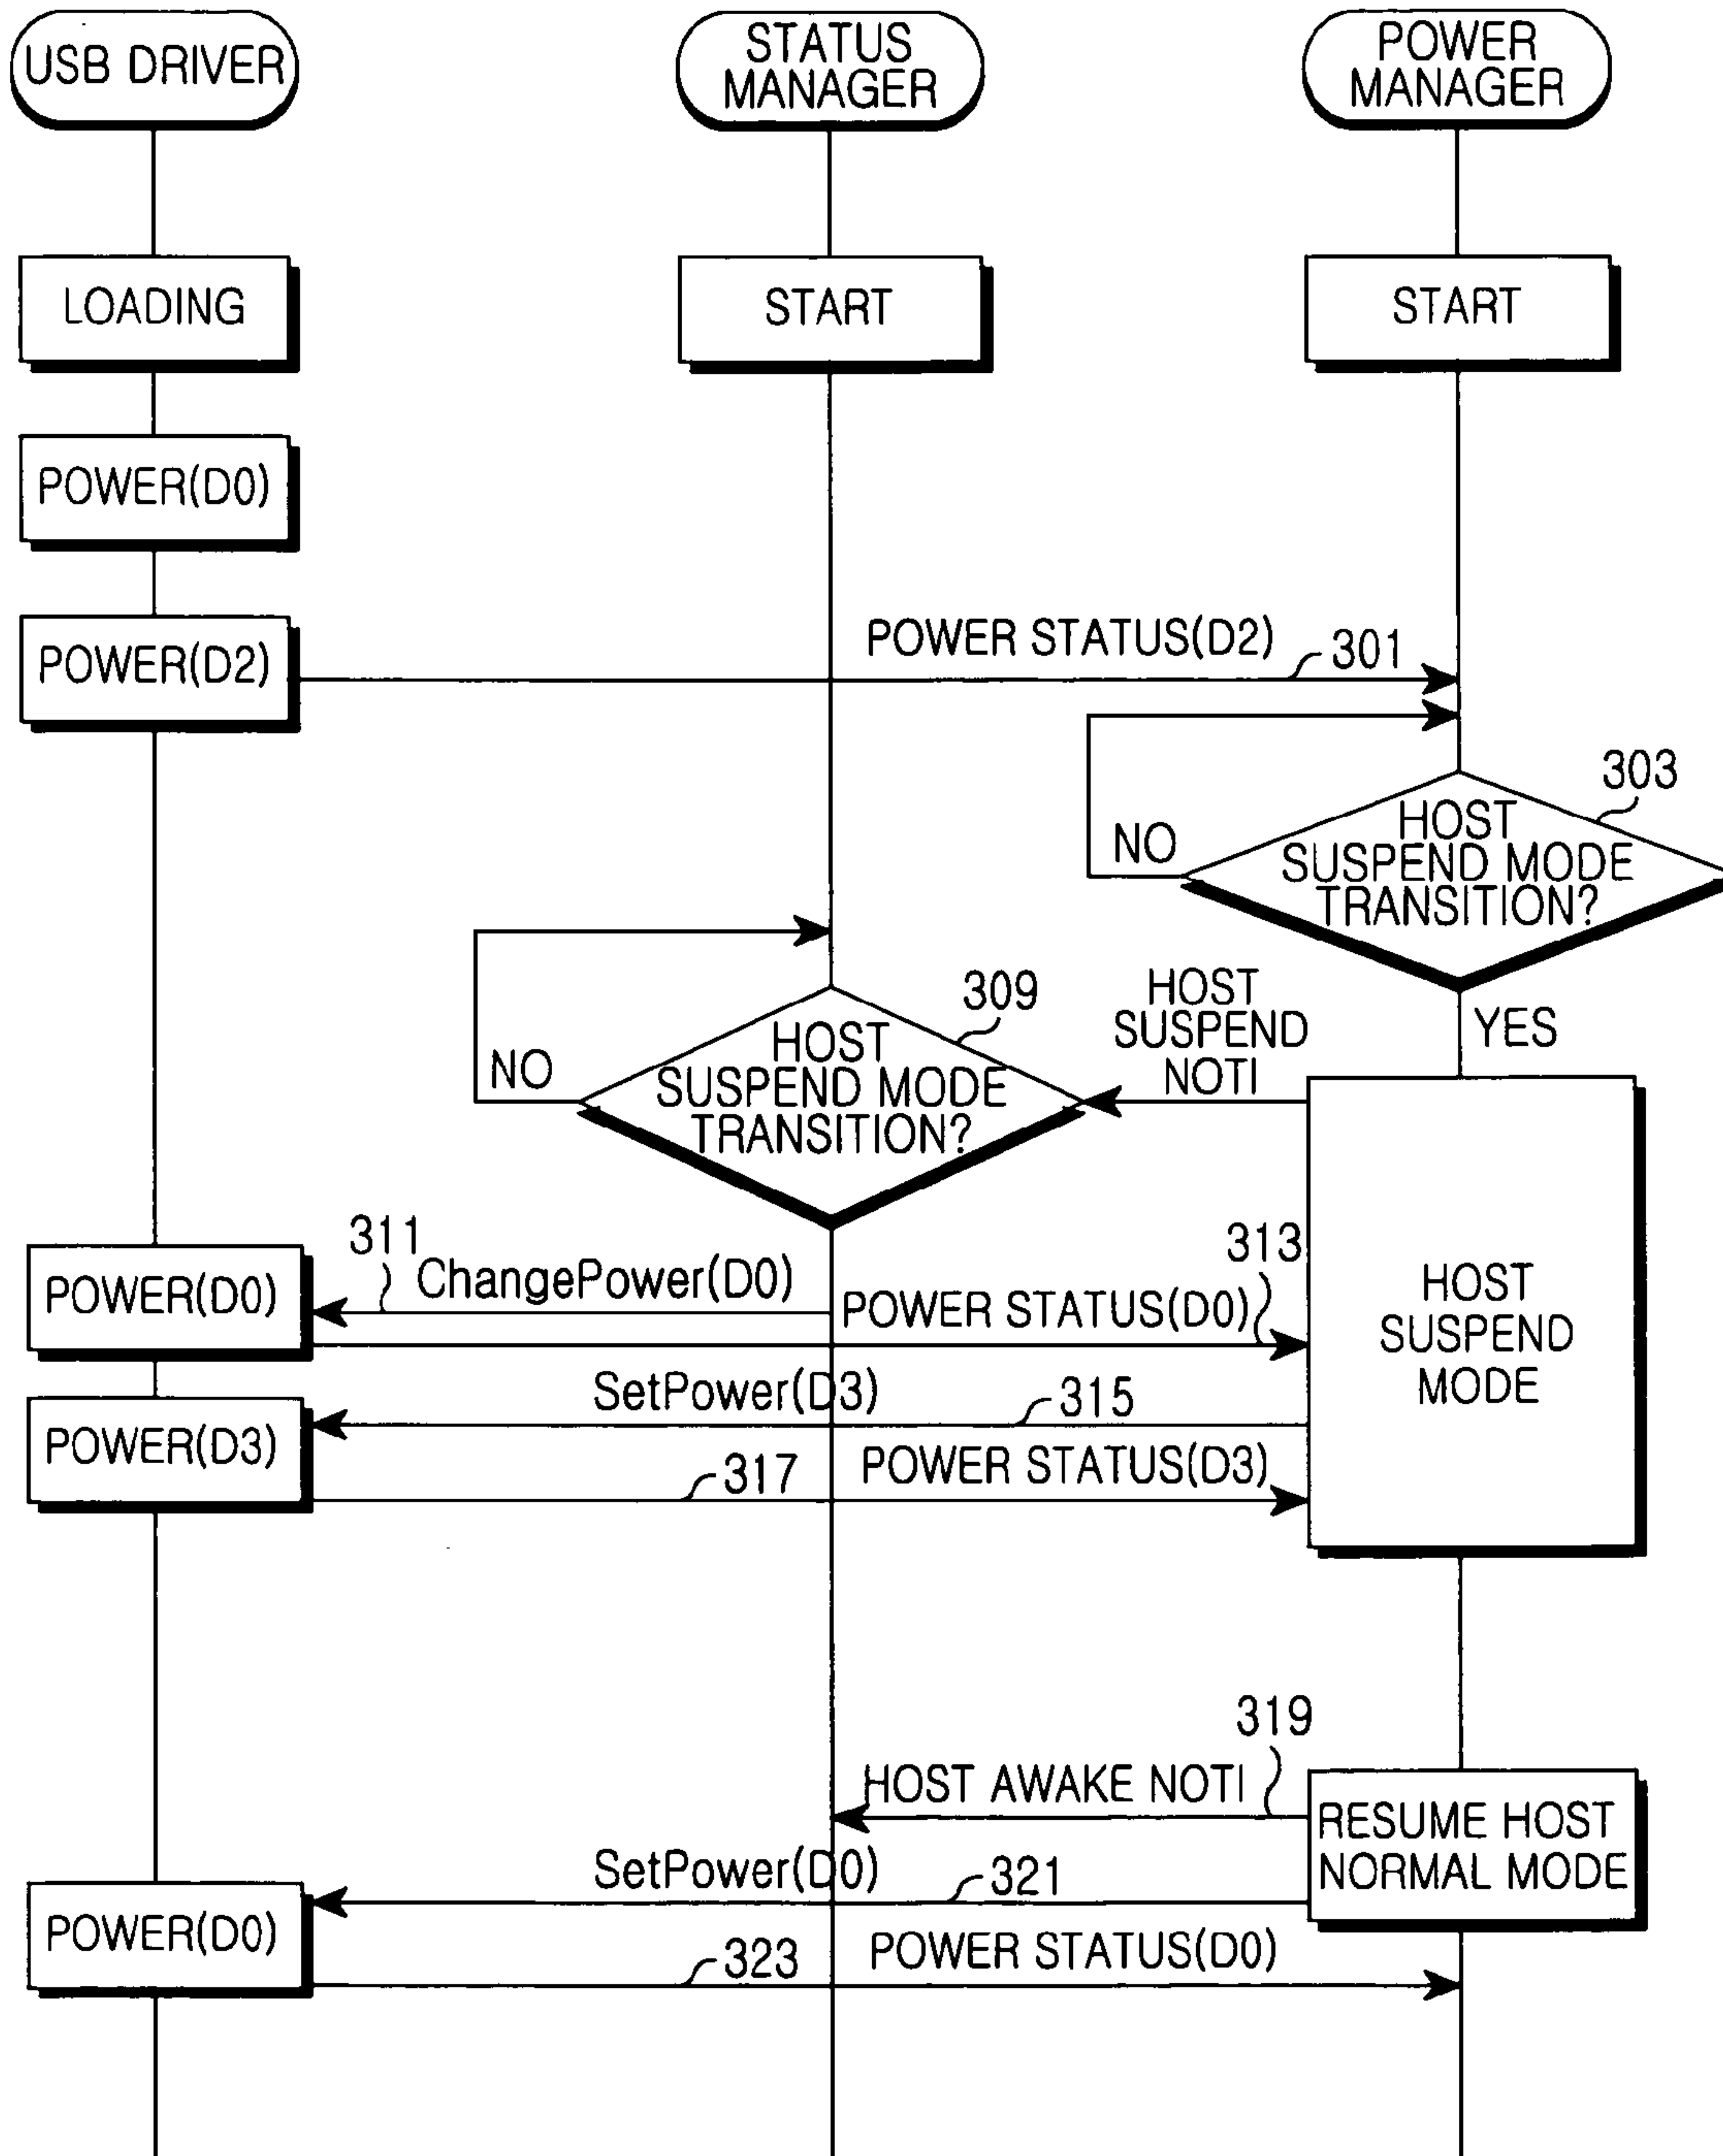 USB DRIVER
STATUS
MANAGER
POWER
MANAGER
LOADING
START
START
POWER(D0)
POWER(D2)
POWER STATUS(D2)
301
303
HOST
SUSPEND MODE
TRANSITION?
NO
YES
309
HOST
SUSPEND MODE
TRANSITION?
NO
HOST
SUSPEND
NOTI
HOST
SUSPEND
MODE
311
ChangePower(D0)
POWER(D0)
313
POWER STATUS(D0)
SetPower(D3)
315
POWER(D3)
317
POWER STATUS(D3)
319
HOST AWAKE NOTI
RESUME HOST
NORMAL MODE
SetPower(D0)
321
POWER(D0)
323
POWER STATUS(D0)